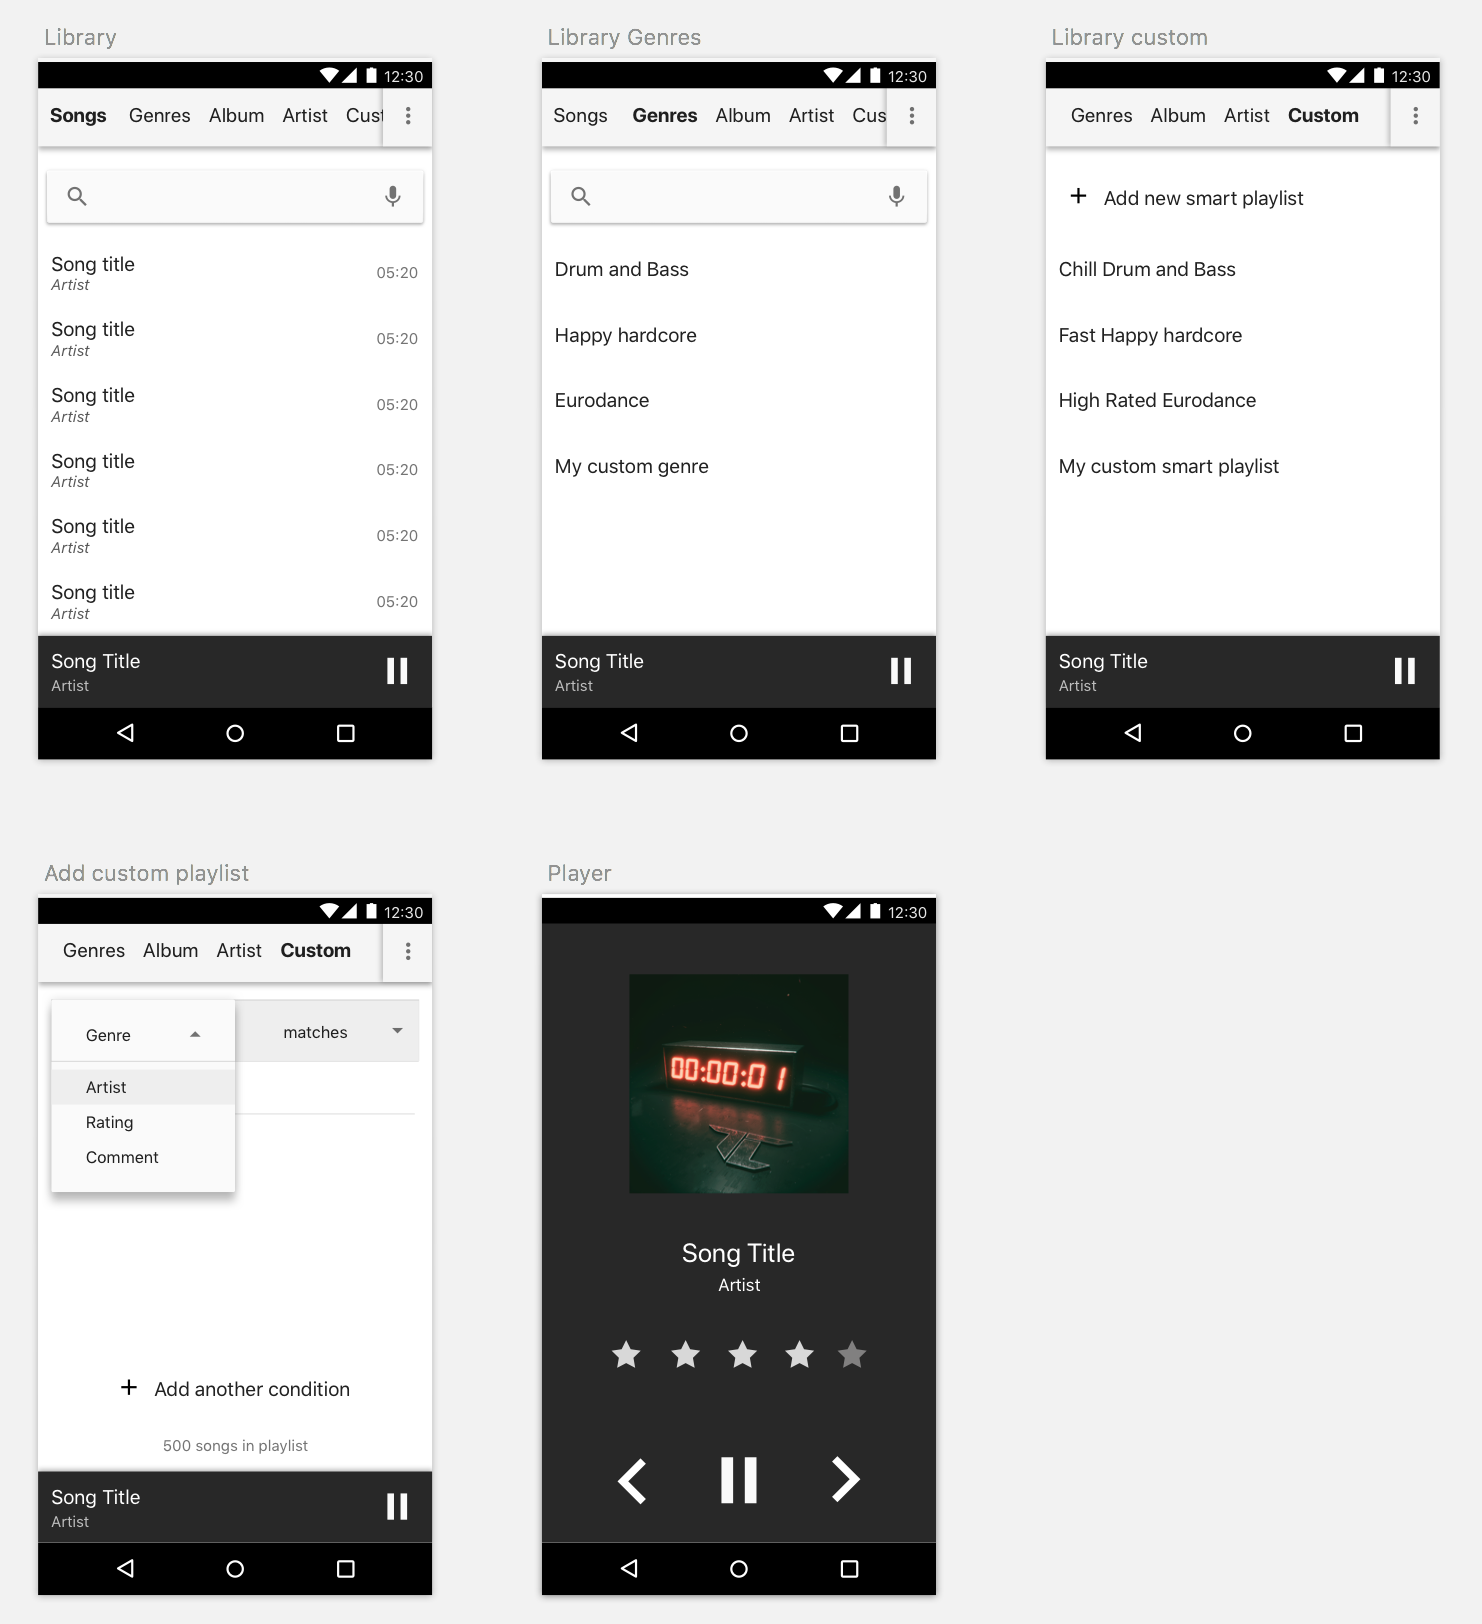 Library
12:30
Songs Genres Album Artist Cust
Song title
Artist
05:20
Song title
Artist
05:20
Song title
Artist
05:20
Song title
Artist
05:20
Song title
Artist
05:20
Song title
Artist
05:20
Song Title
Artist
Library Genres
12:30
Songs Genres Album Artist Cus
Drum and Bass
Happy hardcore
Eurodance
My custom genre
Song Title
Artist
Library custom
12:30
Genres Album Artist Custom
+ Add new smart playlist
Chill Drum and Bass
Fast Happy hardcore
High Rated Eurodance
My custom smart playlist
Song Title
Artist
Add custom playlist
12:30
Genres Album Artist Custom
Genre
matches
Artist
Rating
Comment
+ Add another condition
500 songs in playlist
Song Title
Artist
Player
12:30
00:00:01
Song Title
Artist